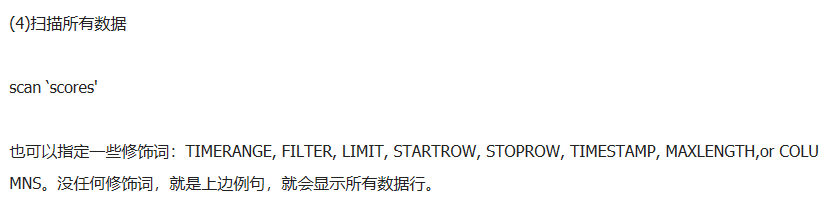 (4)扫描所有数据
scan `scores'
也可以指定一些修饰词：TIMERANGE, FILTER, LIMIT, STARTROW, STOPROW, TIMESTAMP, MAXLENGTH,or COLU
MNS。没任何修饰词，就是上边例句，就会显示所有数据行。